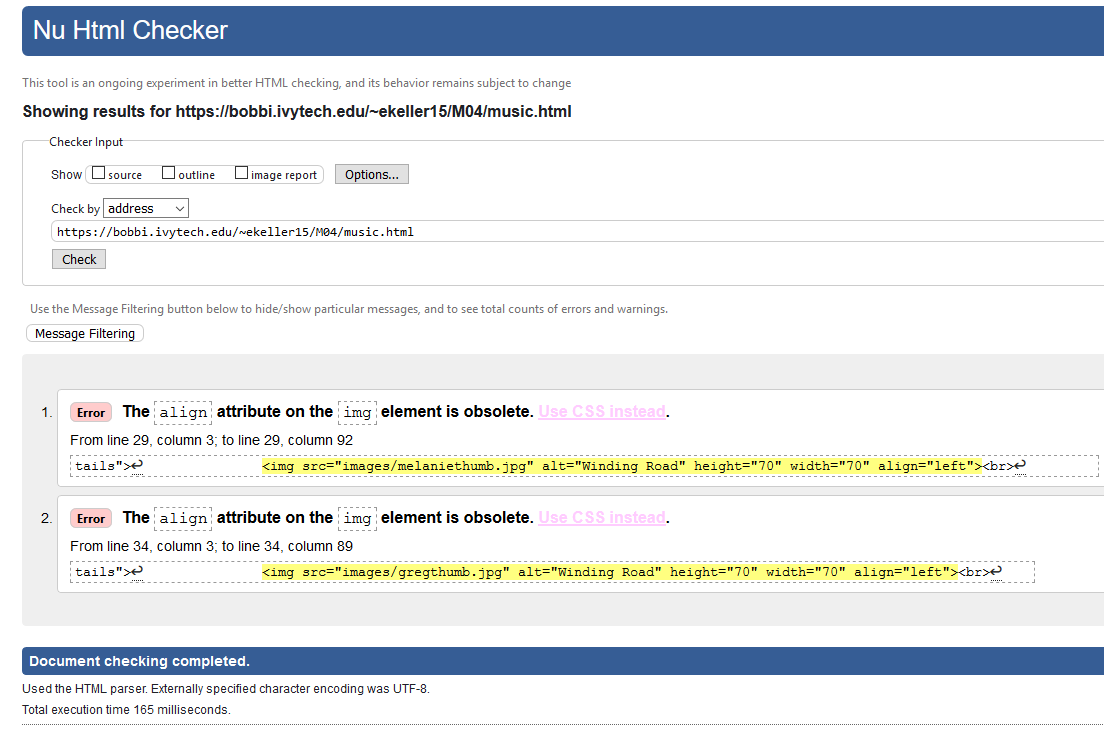 Nu Html Checker
This tool is an ongoing experiment in better HTML checking, and its behavior remains subject to change
Showing results for https://bobbi.ivytech.edu/~ekeller15/M04/music.html
Checker Input
Show source outline image report Options...
Check by address
https://bobbi.ivytech.edu/~ekeller15/M04/music.html
Check
Use the Message Filtering button below to hide/show particular messages, and to see total counts of errors and warnings.
Message Filtering
1. Error The align attribute on the img element is obsolete. Use CSS instead.
From line 29, column 3; to line 29, column 92
tails">↩ <img src="images/melaniethumb.jpg" alt="Winding Road" height="70" width="70" align="left"><br>↩
2. Error The align attribute on the img element is obsolete. Use CSS instead.
From line 34, column 3; to line 34, column 89
tails">↩ <img src="images/gregthumb.jpg" alt="Winding Road" height="70" width="70" align="left"><br>↩
Document checking completed.
Used the HTML parser. Externally specified character encoding was UTF-8.
Total execution time 165 milliseconds.